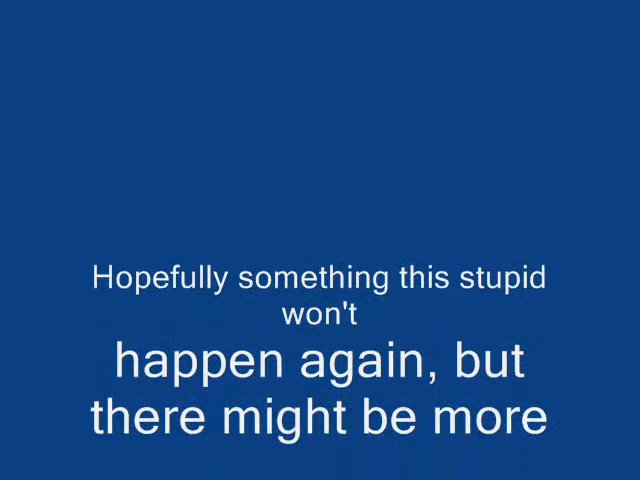 Hopefully something this stupid
won't
happen again, but
there might be more